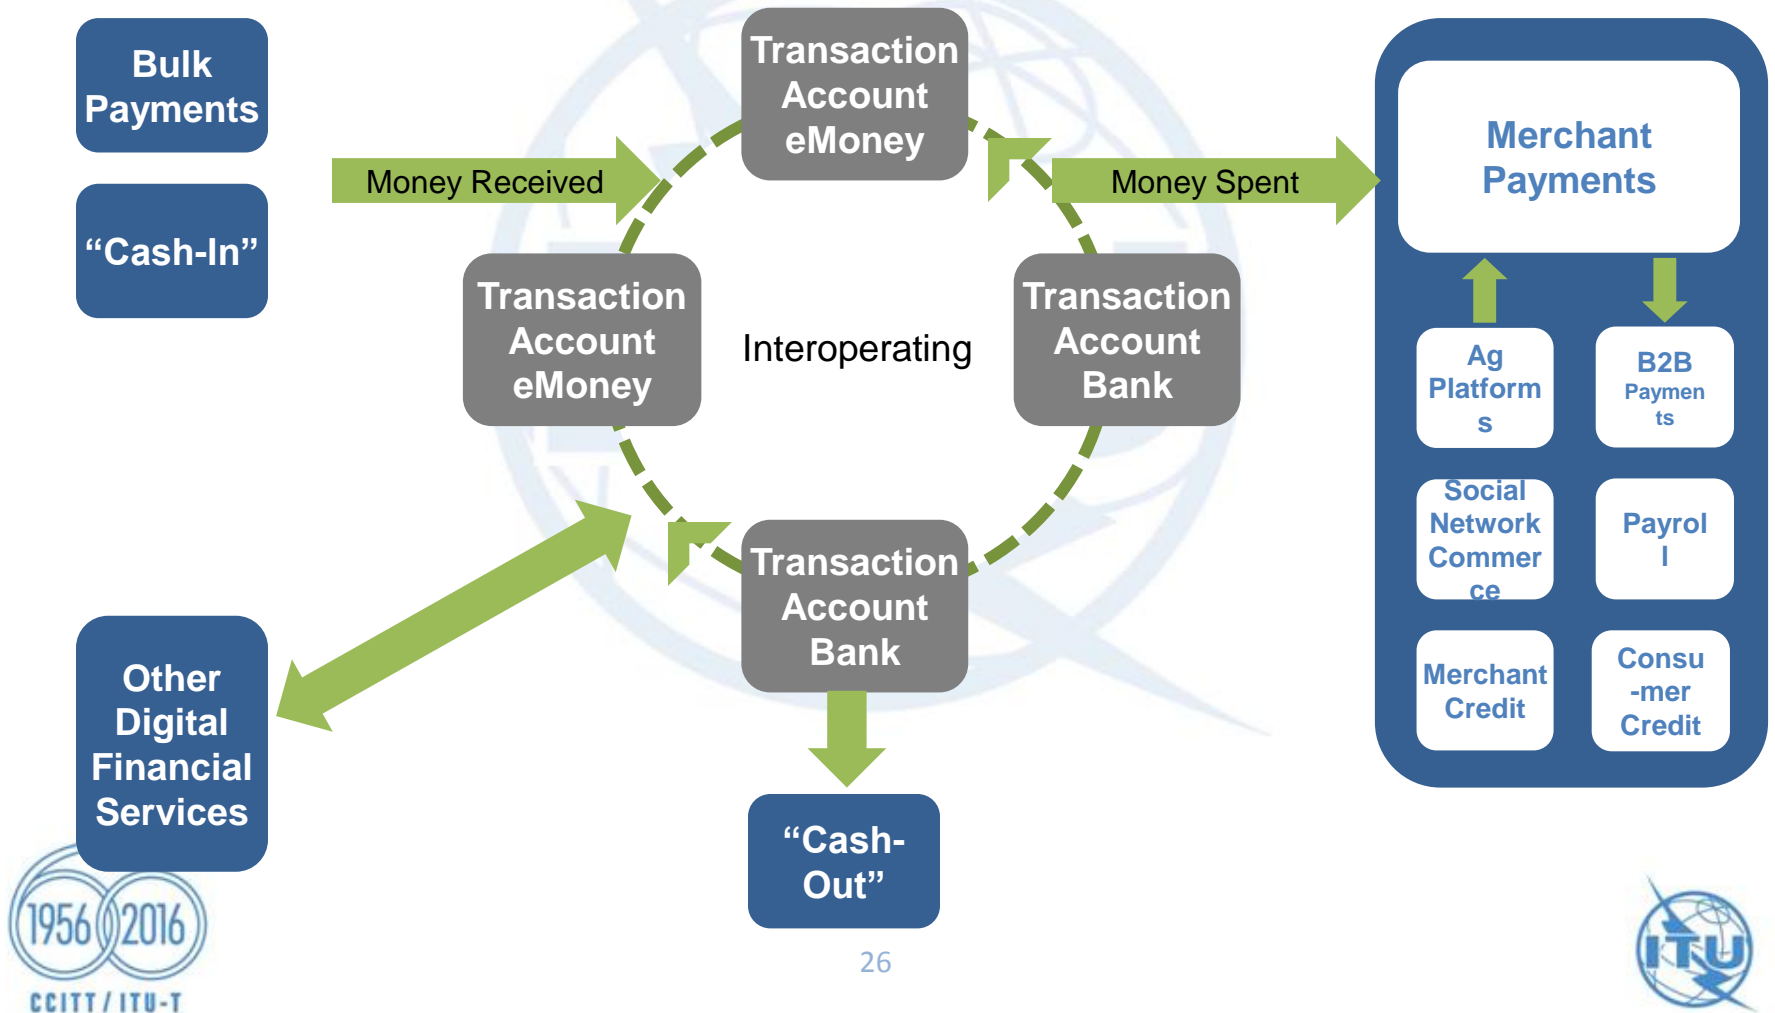 Bulk
Payments
“Cash-In”
Money Received
Transaction
Account
eMoney
Money Spent
Transaction
Account
eMoney
Interoperating
Transaction
Account
Bank
Transaction
Account
Bank
Merchant
Payments
Ag
Platform
s
B2B
Paymen
ts
Social
Network
Commer
ce
Payrol
l
Merchant
Credit
Consu
-mer
Credit
Other
Digital
Financial
Services
“Cash-
Out”
1956 2016
CCITT / ITU-T
26
ITU